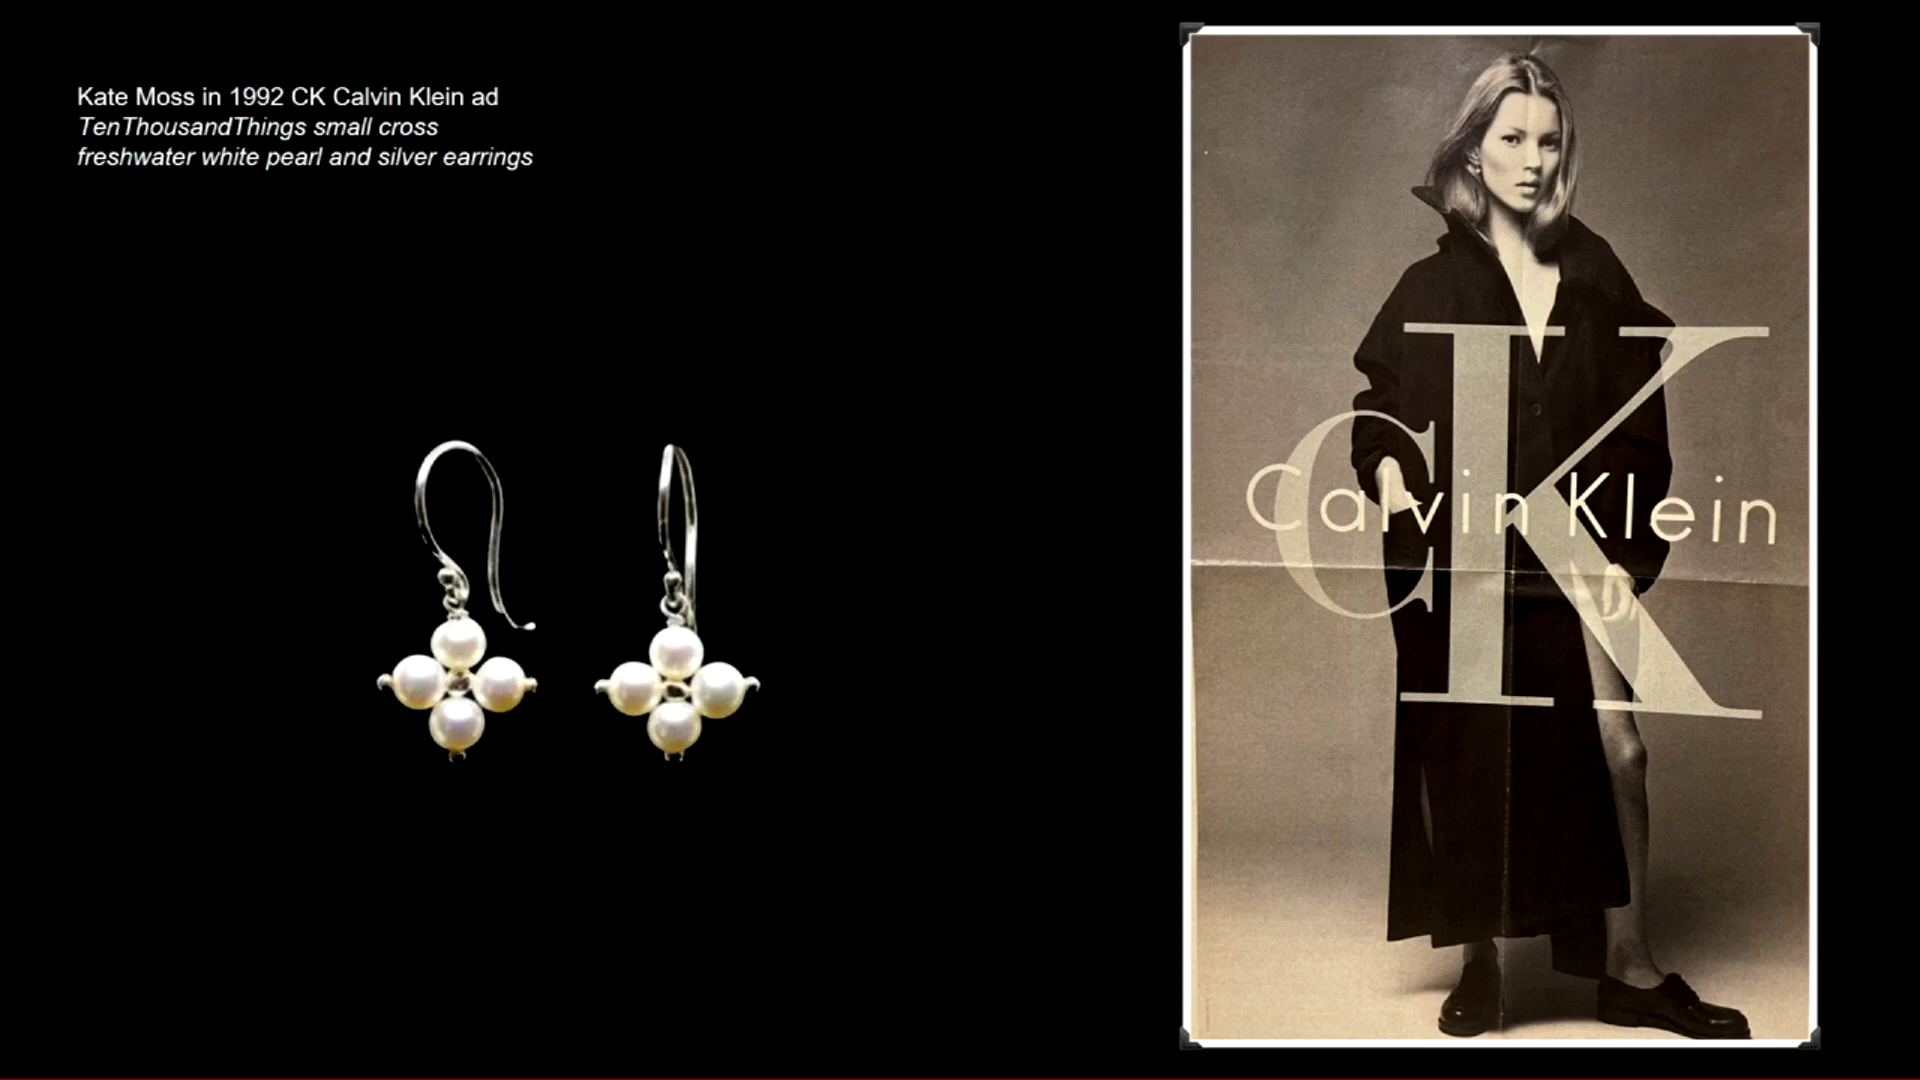 Kate Moss in 1992 CK Calvin Klein ad
TenThousandThings small cross
freshwater white pearl and silver earrings
CK
Calvin Klein